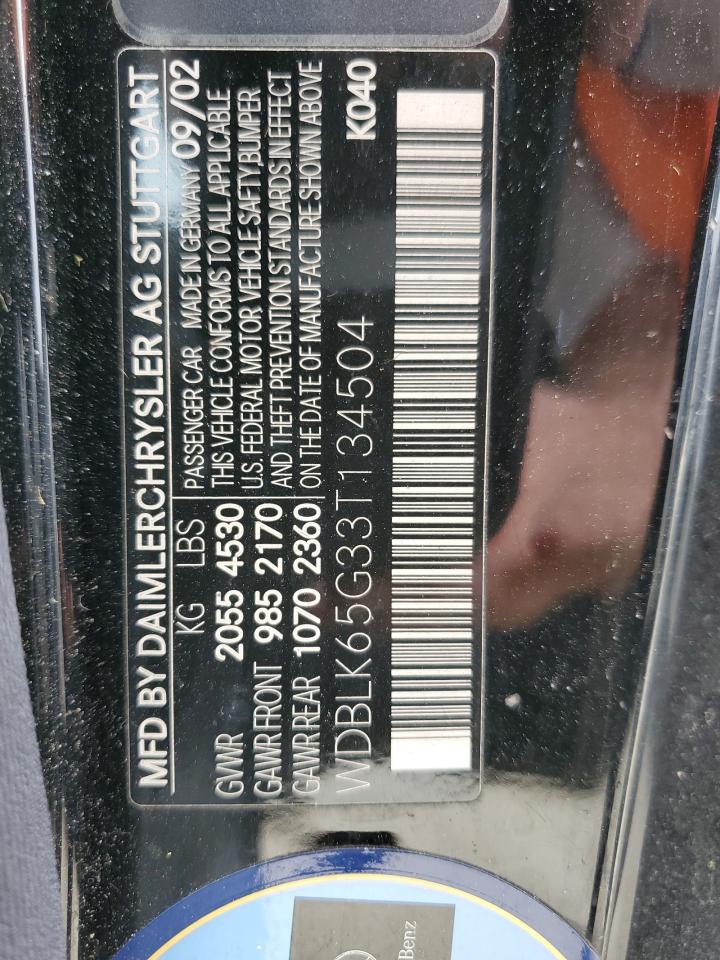 MFD BY DAIMLERCHRYSLER AG STUTTGART
KG LBS
GVWR 2055 4530
GAWR FRONT 985 2170
GAWR REAR 1070 2360
PASSENGER CAR MADE IN GERMANY 09/02
THIS VEHICLE CONFORMS TO ALL APPLICABLE
U.S. FEDERAL MOTOR VEHICLE SAFETY,BUMPER
AND THEFT PREVENTION STANDARDS IN EFFECT
ON THE DATE OF MANUFACTURE SHOWN ABOVE
WDBLK65G33T134504
K040
Benz